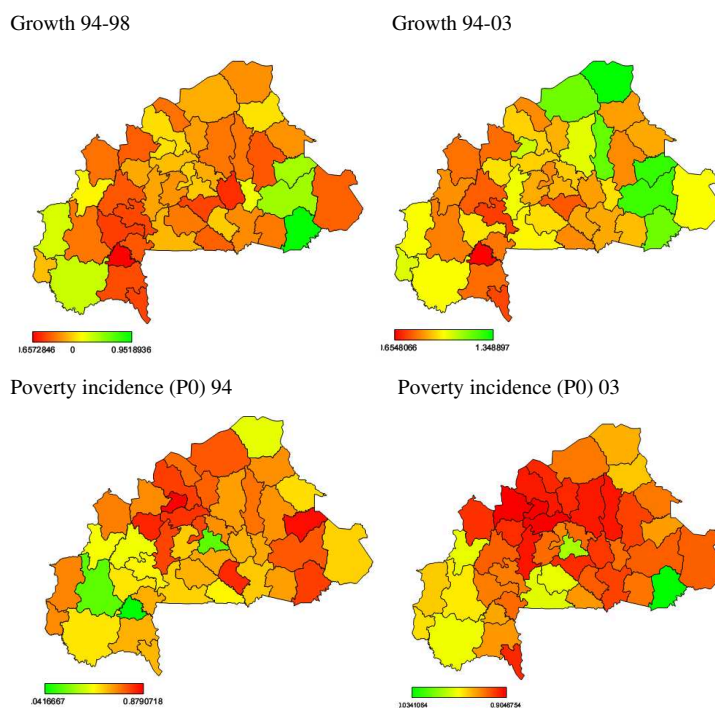 Growth 94-98
Growth 94-03
).6572846 0 0.9518936
).6548066 1.348897
Poverty incidence (P0) 94
Poverty incidence (P0) 03
).0416667 0.8790718
).0341064 0.9046754